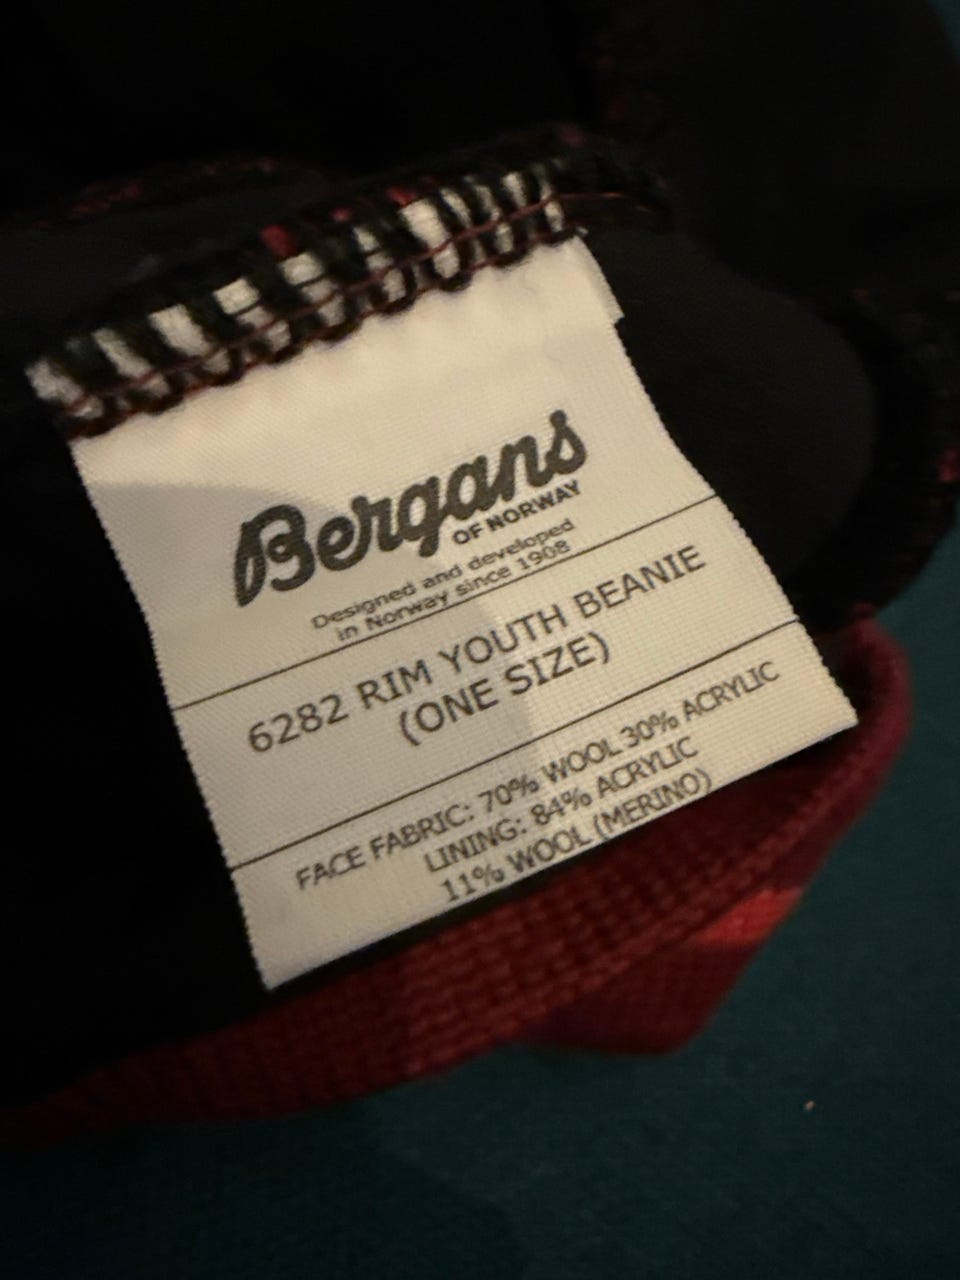 Bergans
OF NORWAY
Designed and developed
in Norway since 1908
6282 RIM YOUTH BEANIE
(ONE SIZE)
FACE FABRIC: 70% WOOL 30% ACRYLIC
LINING: 84% ACRYLIC
11% WOOL (MERINO)